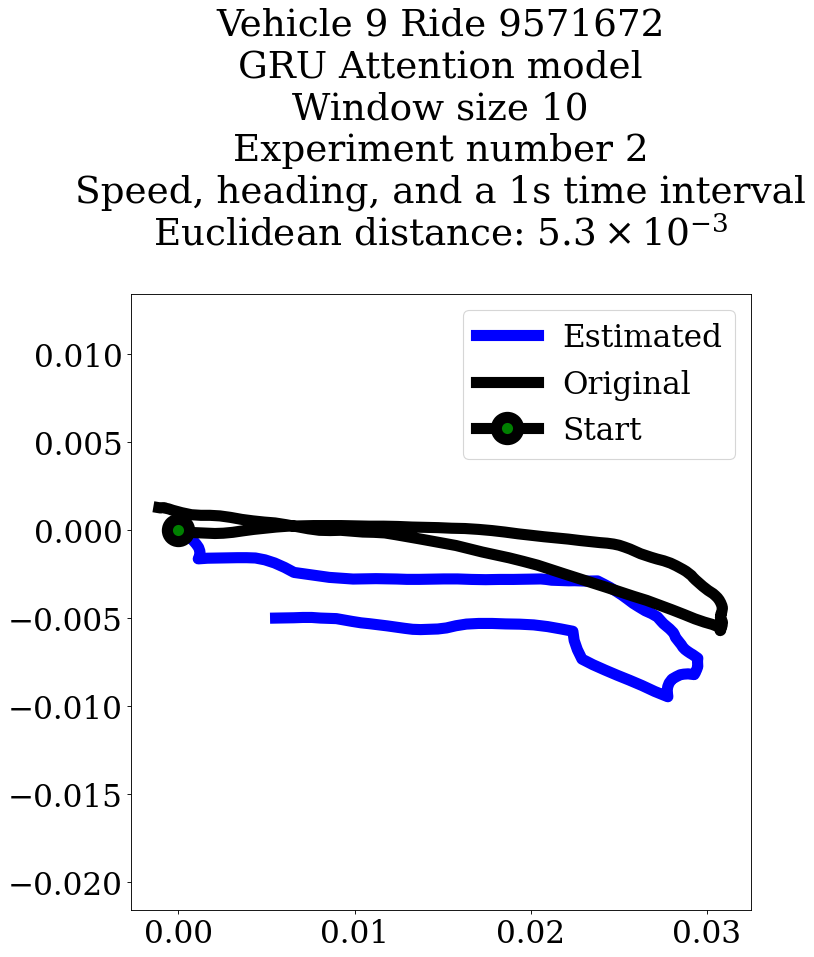 Vehicle 9 Ride 9571672
GRU Attention model
Window size 10
Experiment number 2
Speed, heading, and a 1s time interval
Euclidean distance: 5.3 × 10⁻³
Estimated
Original
Start
0.010
0.005
0.000
−0.005
−0.010
−0.015
−0.020
0.00 0.01 0.02 0.03